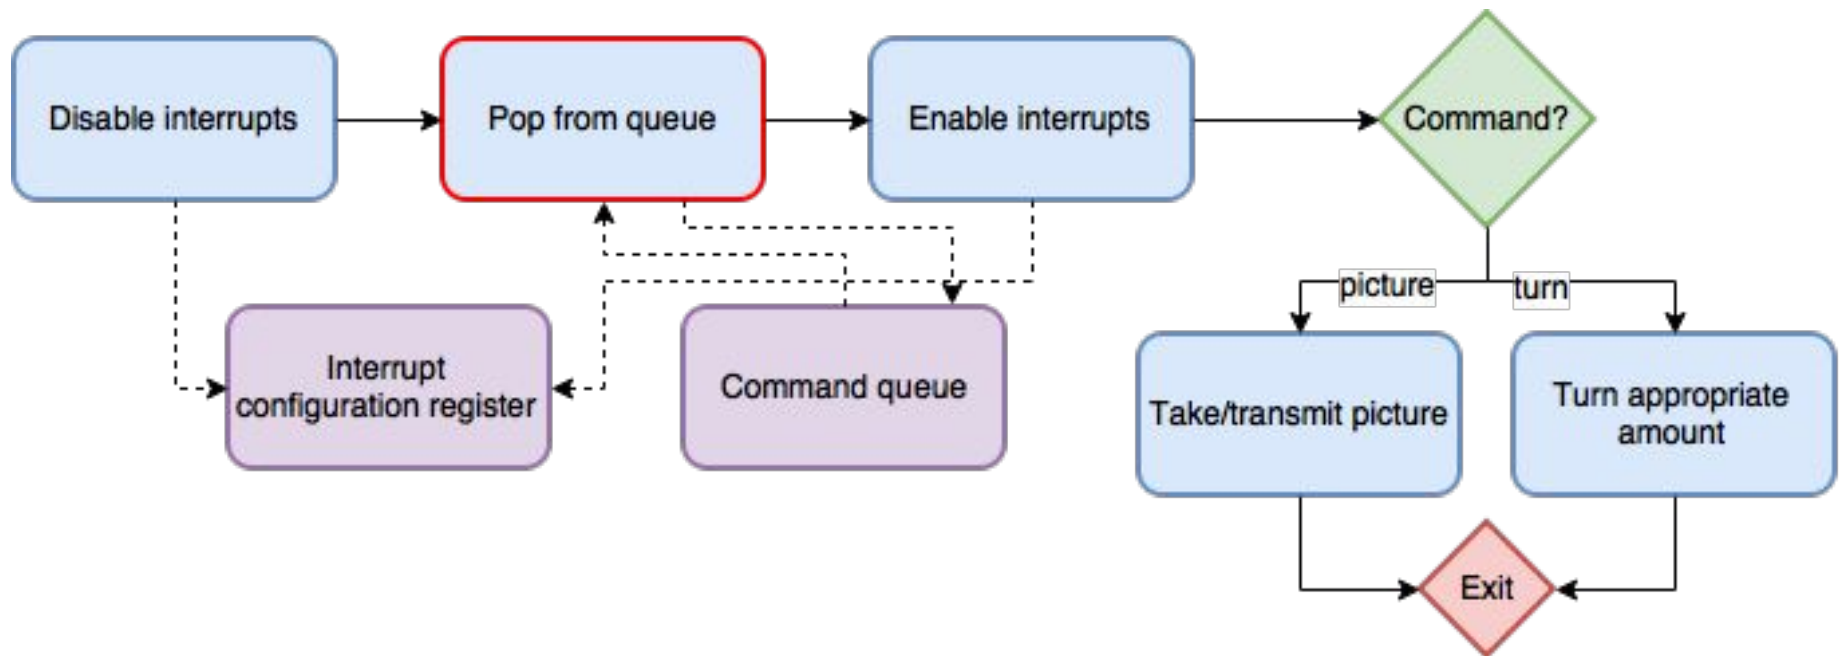 Disable interrupts
Pop from queue
Enable interrupts
Command?
picture
turn
Interrupt
configuration register
Command queue
Take/transmit picture
Turn appropriate
amount
Exit